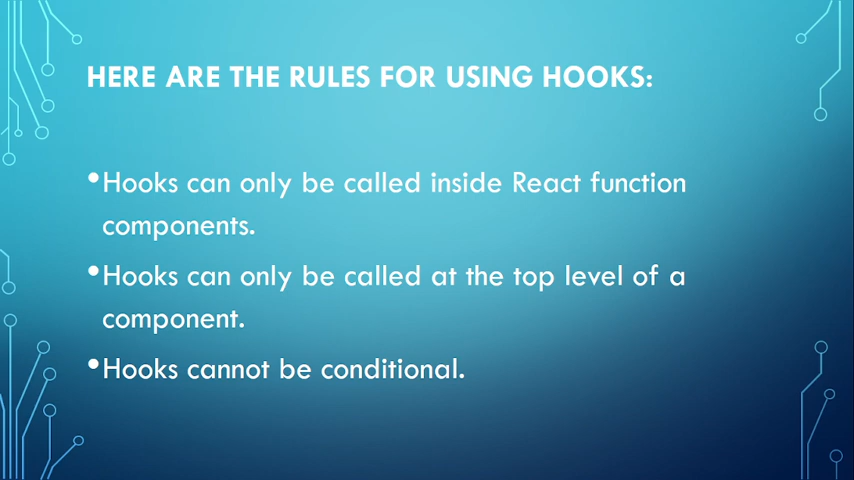 HERE ARE THE RULES FOR USING HOOKS:
•Hooks can only be called inside React function
components.
•Hooks can only be called at the top level of a
component.
•Hooks cannot be conditional.